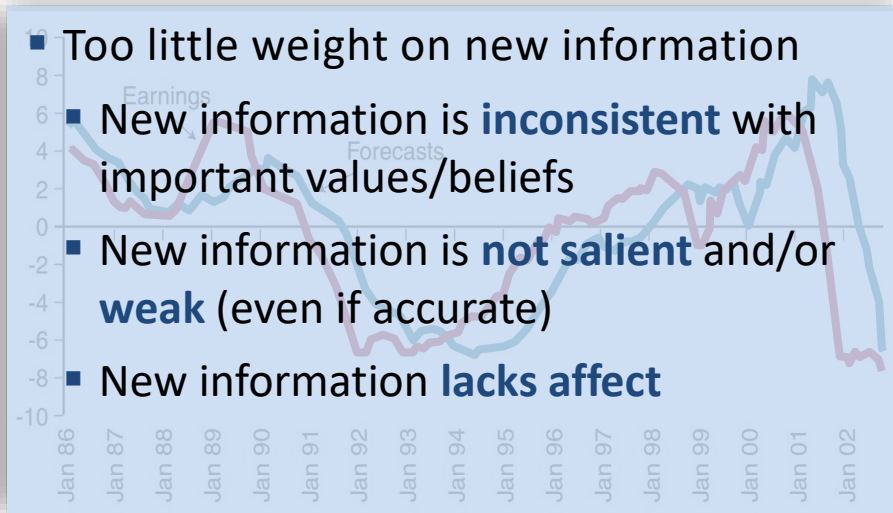 ▪ Too little weight on new information
Earnings
▪ New information is inconsistent with
Forecasts
important values/beliefs
▪ New information is not salient and/or
weak (even if accurate)
▪ New information lacks affect
10
8
6
4
2
0
-2
-4
-6
-8
-10
Jan 86
Jan 87
Jan 88
Jan 89
Jan 90
Jan 91
Jan 92
Jan 93
Jan 94
Jan 95
Jan 96
Jan 97
Jan 98
Jan 99
Jan 00
Jan 01
Jan 02